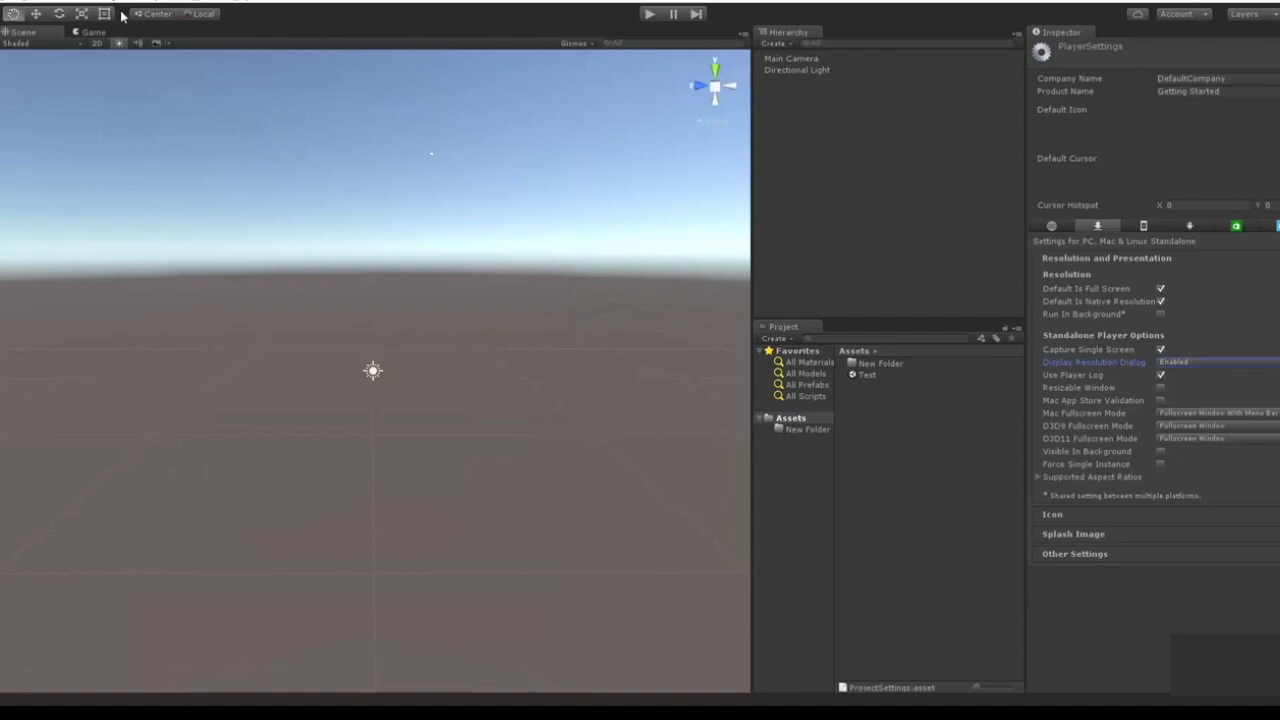 Center
Local
Account
Layers
Scene
Game
Hierarchy
Inspector
Shaded
2D
Gizmos
All
Create
All
PlayerSettings
Main Camera
Directional Light
Company Name
DefaultCompany
Product Name
Getting Started
Default Icon
Default Cursor
Cursor Hotspot
X 0
Y 0
Settings for PC, Mac & Linux Standalone
Resolution and Presentation
Resolution
Default Is Full Screen
Default Is Native Resolution
Run In Background*
Standalone Player Options
Capture Single Screen
Display Resolution Dialog
Enabled
Use Player Log
Resizable Window
Mac App Store Validation
Mac Fullscreen Mode
Fullscreen Window With Menu Bar
D3D9 Fullscreen Mode
Fullscreen Window
D3D11 Fullscreen Mode
Fullscreen Window
Visible In Background
Force Single Instance
Supported Aspect Ratios
* Shared setting between multiple platforms.
Icon
Splash Image
Other Settings
Project
Create
Favorites
All Materials
All Models
All Prefabs
All Scripts
Assets
New Folder
Assets
New Folder
Test
ProjectSettings.asset